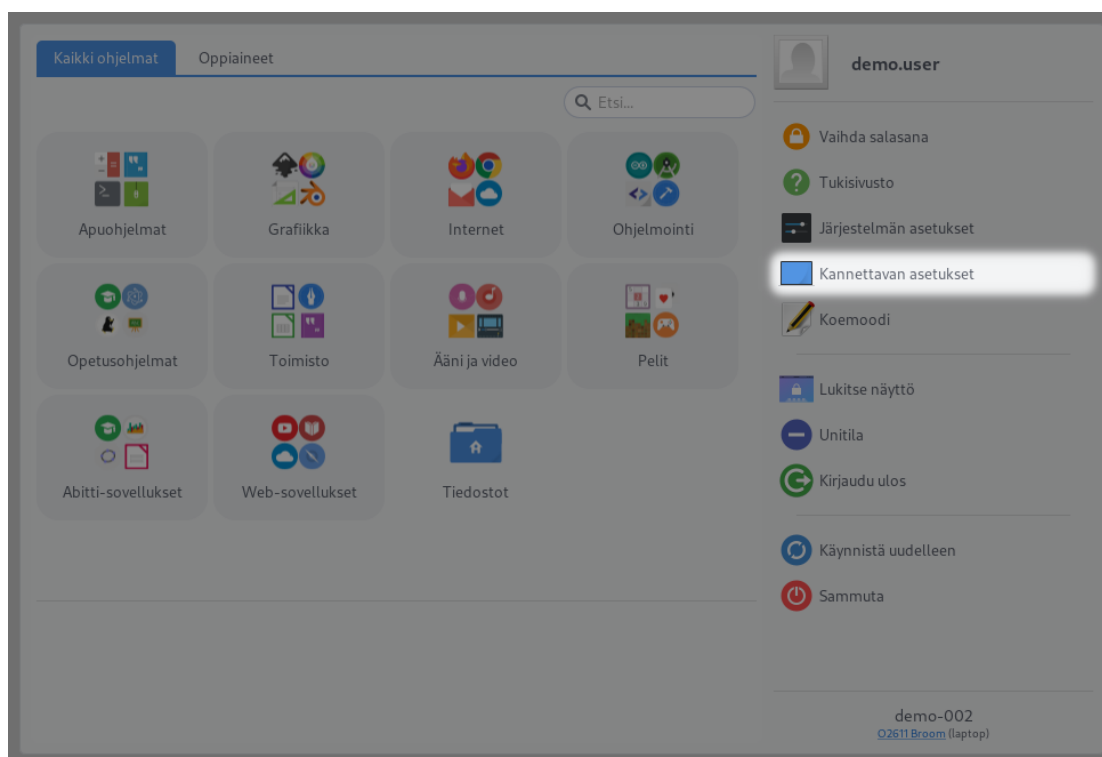 Kaikki ohjelmat
Oppiaineet
Etsi...
Apuohjelmat
Grafiikka
Internet
Ohjelmointi
Opetusohjelmat
Toimisto
Ääni ja video
Pelit
Abitti-sovellukset
Web-sovellukset
Tiedostot
demo.user
Vaihda salasana
Tukisivusto
Järjestelmän asetukset
Kannettavan asetukset
Koemoodi
Lukitse näyttö
Unitila
Kirjaudu ulos
Käynnistä uudelleen
Sammuta
demo-002
O2611 Broom (laptop)